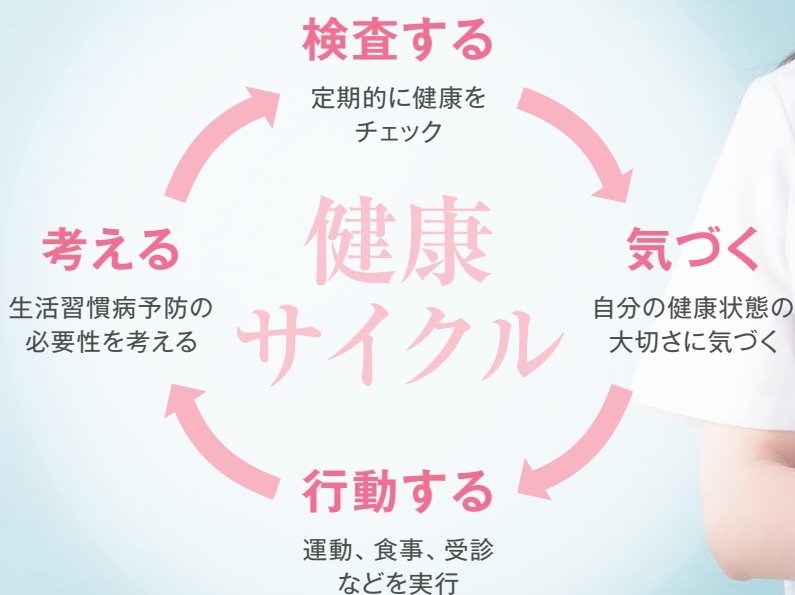 検査する
定期的に健康を
チェック
健康
サイクル
考える
生活習慣病予防の
必要性を考える
気づく
自分の健康状態の
大切さに気づく
行動する
運動、食事、受診
などを実行